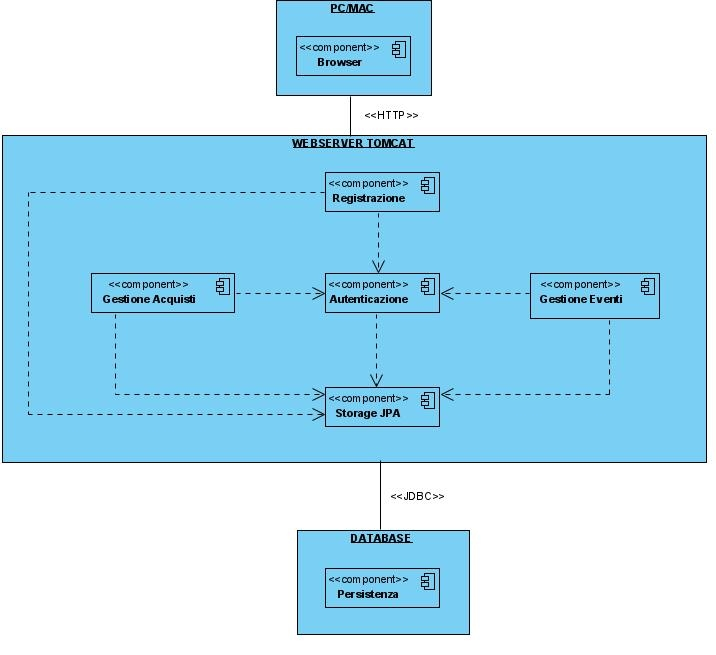 PC/MAC
<<component>>
Browser
<<HTTP>>
WEBSERVER TOMCAT
<<component>>
Registrazione
<<component>>
Gestione Acquisti
<<component>>
Autenticazione
<<component>>
Gestione Eventi
<<component>>
Storage JPA
<<JDBC>>
DATABASE
<<component>>
Persistenza